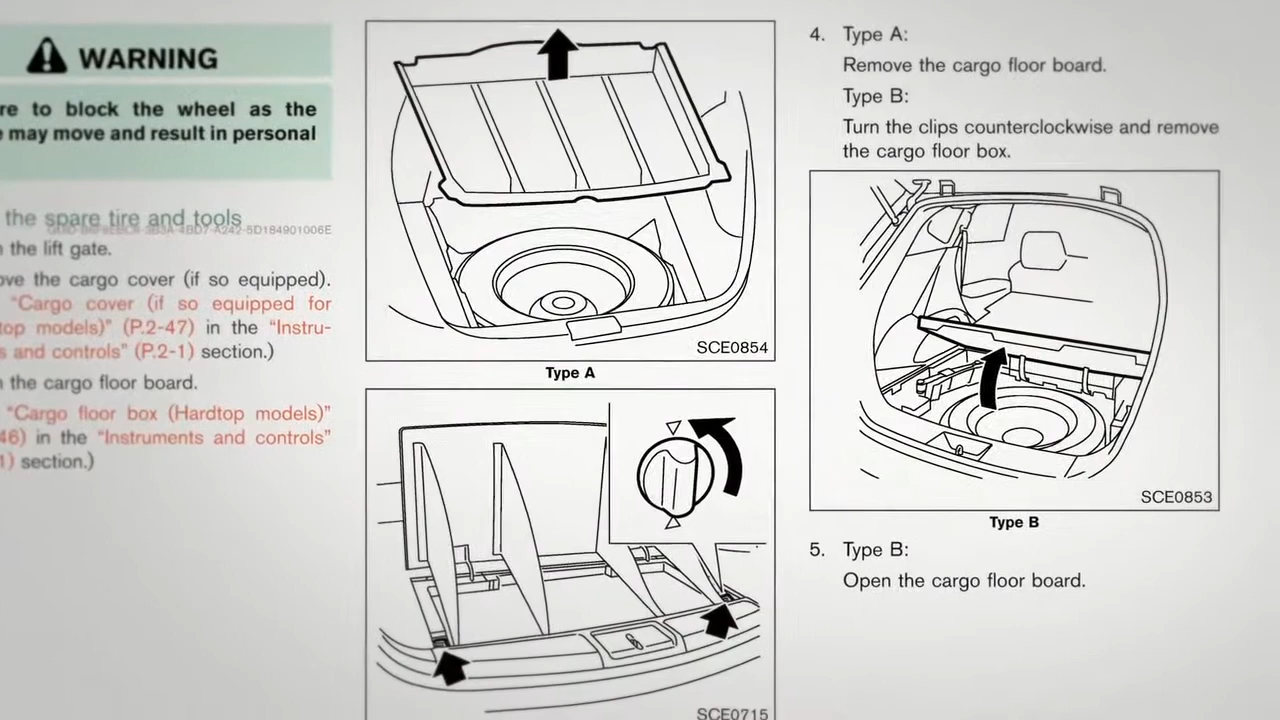 WARNING
re to block the wheel as the
may move and result in personal
the spare tire and tools
5D184901006E
the lift gate.
ove the cargo cover (if so equipped).
"Cargo cover (if so equipped for
top models)" (P.2-47) in the "Instru-
s and controls" (P.2-1) section.)
the cargo floor board.
"Cargo floor box (Hardtop models)"
46) in the "Instruments and controls"
1) section.)
SCE0854
Type A
SCE0715
4. Type A:
Remove the cargo floor board.
Type B:
Turn the clips counterclockwise and remove
the cargo floor box.
SCE0853
Type B
5. Type B:
Open the cargo floor board.